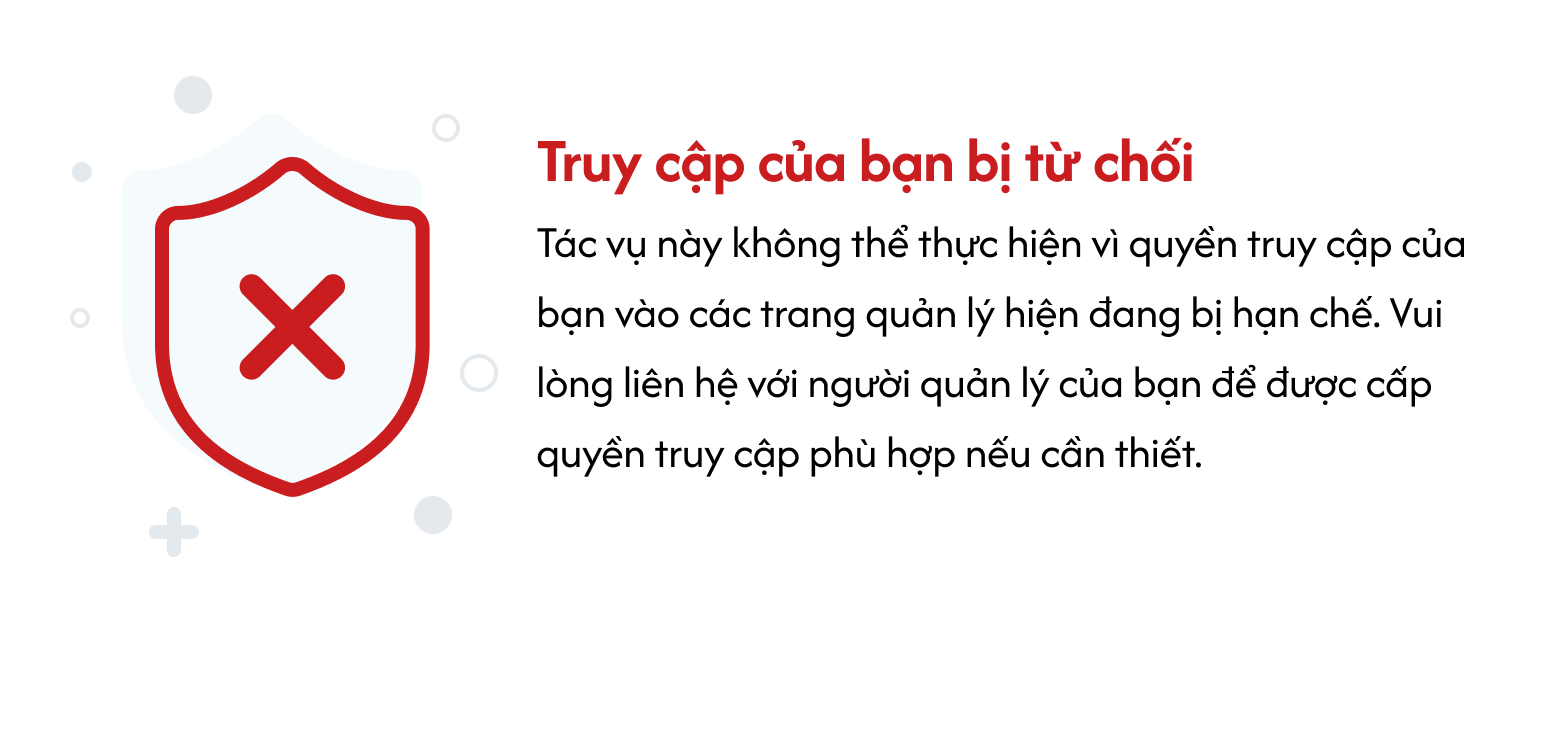 Truy cập của bạn bị từ chối
Tác vụ này không thể thực hiện vì quyền truy cập của
bạn vào các trang quản lý hiện đang bị hạn chế. Vui
lòng liên hệ với người quản lý của bạn để được cấp
quyền truy cập phù hợp nếu cần thiết.